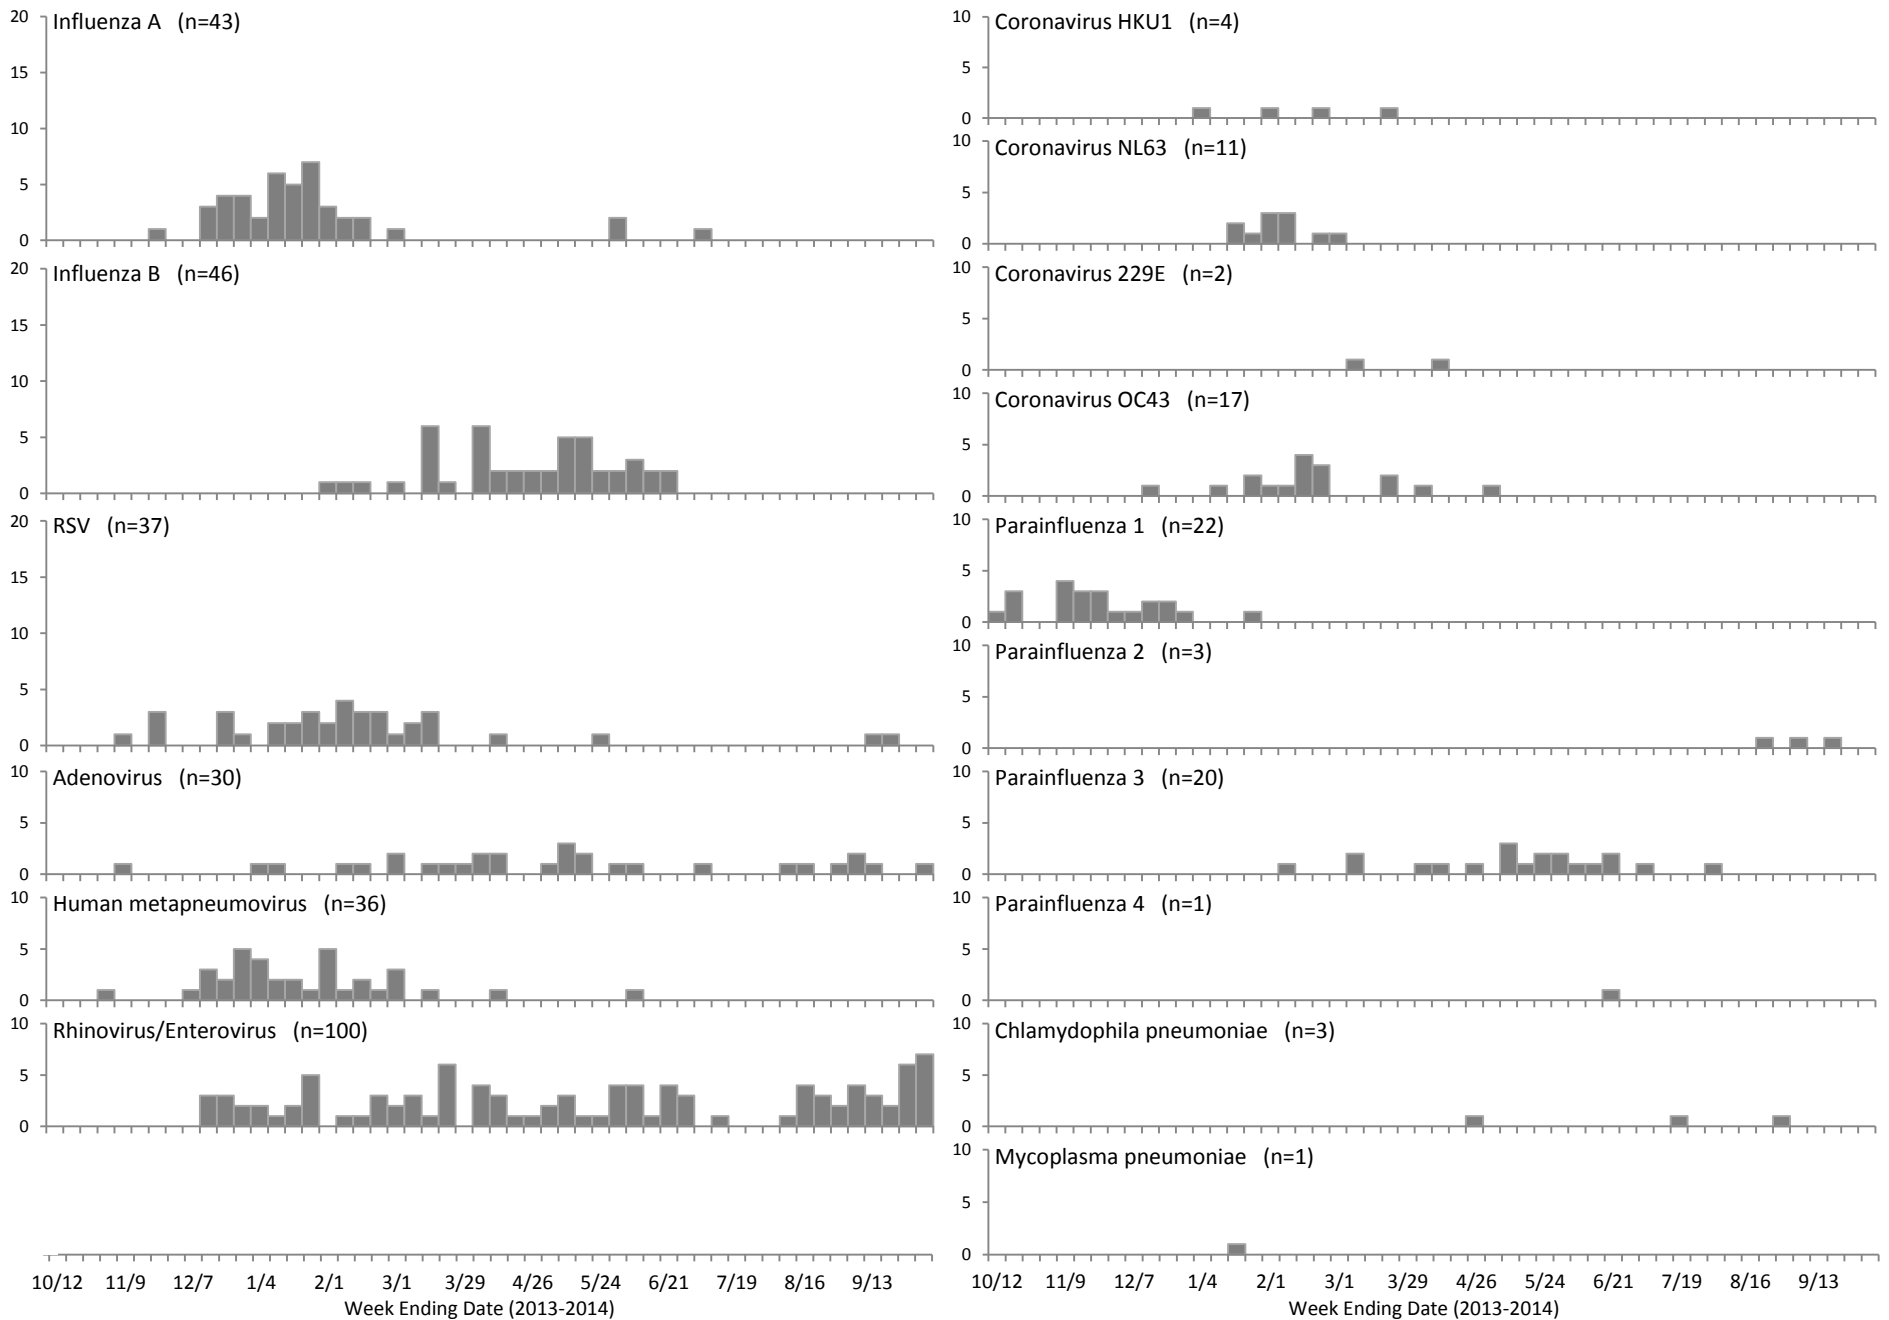 Influenza A (n=43)
20
15
10
5
0
Influenza B (n=46)
20
15
10
5
0
RSV (n=37)
20
15
10
5
0
Adenovirus (n=30)
10
5
0
Human metapneumovirus (n=36)
10
5
0
Rhinovirus/Enterovirus (n=100)
10
5
0
10/12 11/9 12/7 1/4 2/1 3/1 3/29 4/26 5/24 6/21 7/19 8/16 9/13
Week Ending Date (2013-2014)
Coronavirus HKU1 (n=4)
10
5
0
Coronavirus NL63 (n=11)
10
5
0
Coronavirus 229E (n=2)
10
5
0
Coronavirus OC43 (n=17)
10
5
0
Parainfluenza 1 (n=22)
10
5
0
Parainfluenza 2 (n=3)
10
5
0
Parainfluenza 3 (n=20)
10
5
0
Parainfluenza 4 (n=1)
10
5
0
Chlamydophila pneumoniae (n=3)
10
5
0
Mycoplasma pneumoniae (n=1)
10
5
0
10/12 11/9 12/7 1/4 2/1 3/1 3/29 4/26 5/24 6/21 7/19 8/16 9/13
Week Ending Date (2013-2014)